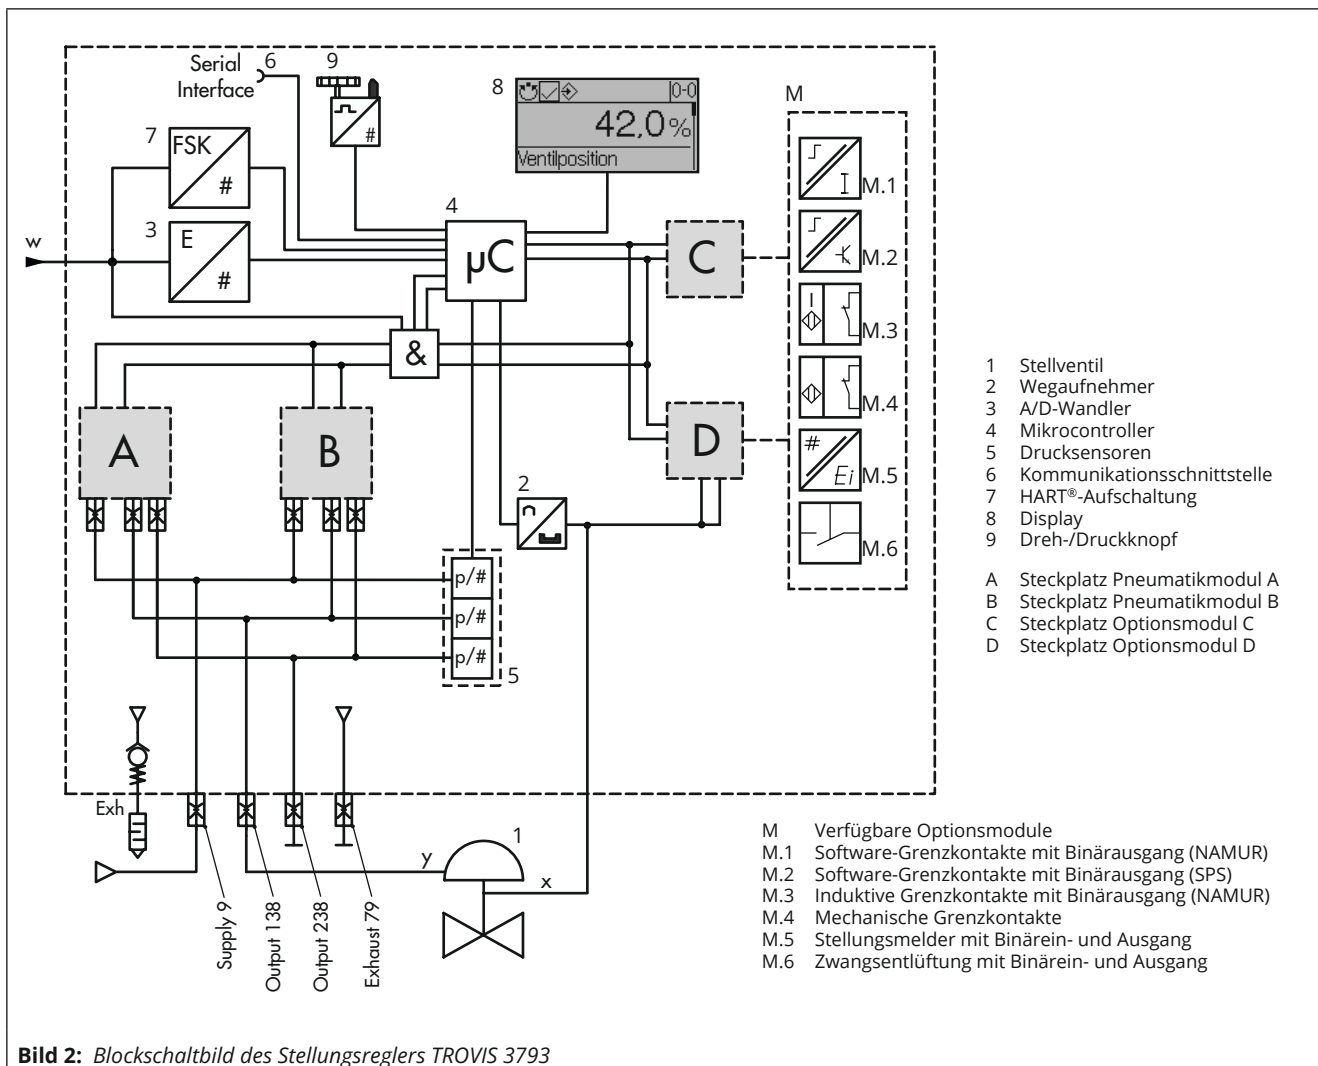 Serial
Interface
6
9
8
|0-0
42,0%
Ventilposition
M
7
FSK
#
#
4
3
E
#
w
µC
C
I
M.1
M.2
M.3
M.4
#
Ei
M.5
M.6
&
A
B
D
2
p/#
p/#
p/#
5
Exh
1
y
x
Supply 9
Output 138
Output 238
Exhaust 79
1 Stellventil
2 Wegaufnehmer
3 A/D-Wandler
4 Mikrocontroller
5 Drucksensoren
6 Kommunikationsschnittstelle
7 HART®-Aufschaltung
8 Display
9 Dreh-/Druckknopf
A Steckplatz Pneumatikmodul A
B Steckplatz Pneumatikmodul B
C Steckplatz Optionsmodul C
D Steckplatz Optionsmodul D
M Verfügbare Optionsmodule
M.1 Software-Grenzkontakte mit Binärausgang (NAMUR)
M.2 Software-Grenzkontakte mit Binärausgang (SPS)
M.3 Induktive Grenzkontakte mit Binärausgang (NAMUR)
M.4 Mechanische Grenzkontakte
M.5 Stellungsmelder mit Binärein- und Ausgang
M.6 Zwangsentlüftung mit Binärein- und Ausgang
Bild 2: Blockschaltbild des Stellungsreglers TROVIS 3793